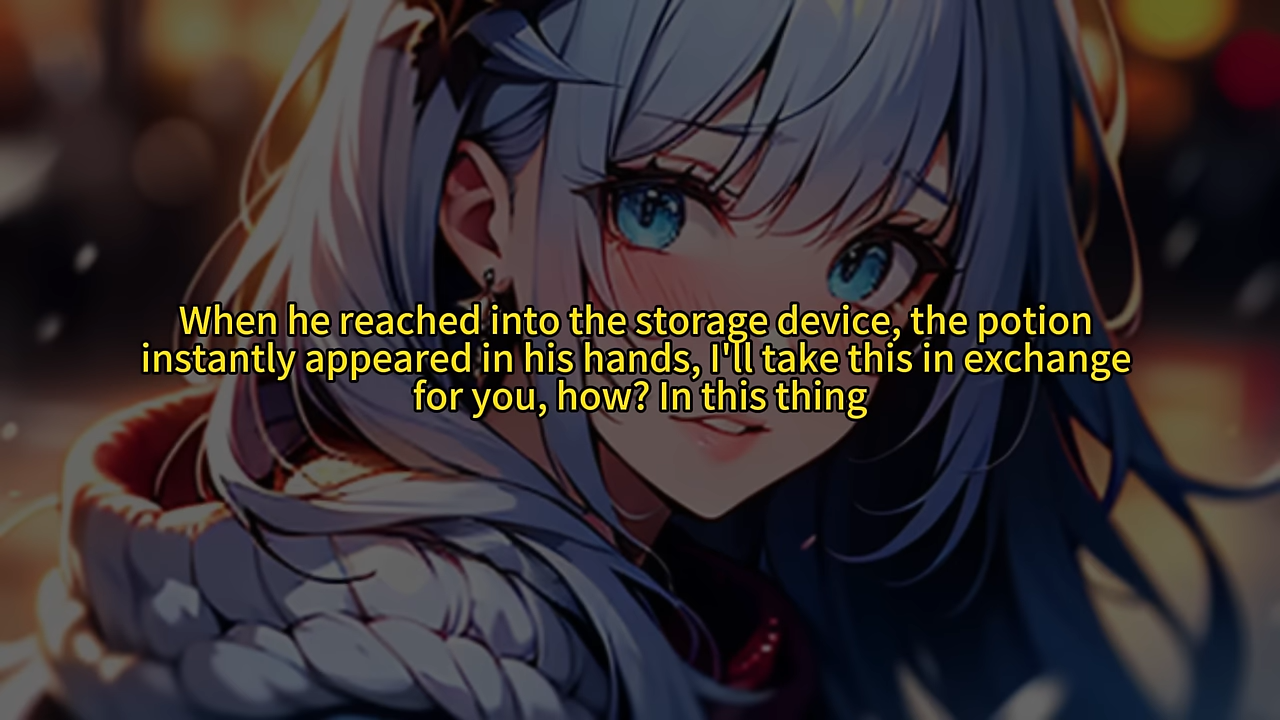 When he reached into the storage device, the potion
instantly appeared in his hands, I'll take this in exchange
for you, how? In this thing